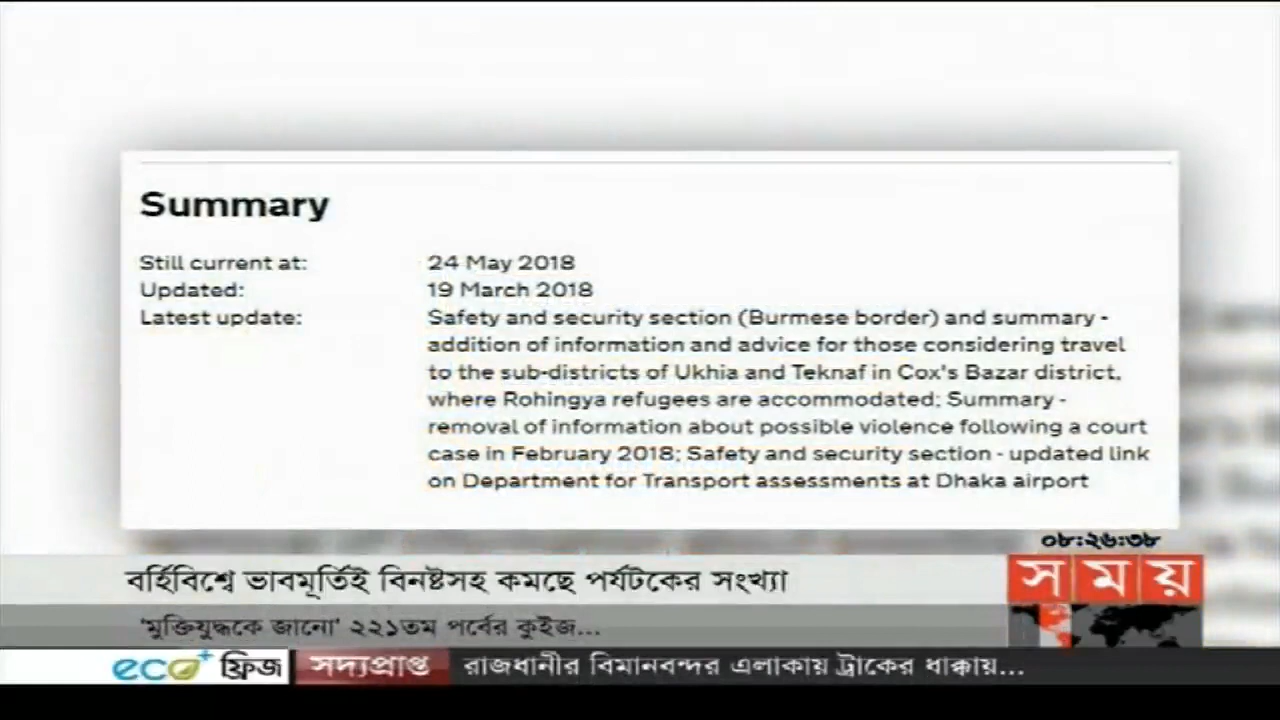 Summary
Still current at: 24 May 2018
Updated: 19 March 2018
Latest update: Safety and security section (Burmese border) and summary -
addition of information and advice for those considering travel
to the sub-districts of Ukhia and Teknaf in Cox's Bazar district,
where Rohingya refugees are accommodated; Summary -
removal of information about possible violence following a court
case in February 2018; Safety and security section - updated link
on Department for Transport assessments at Dhaka airport
০৮:২৬:৩৮
বর্হিবিশ্বে ভাবমূর্তিই বিনষ্টসহ কমছে পর্যটকের সংখ্যা
সময়
'মুক্তিযুদ্ধকে জানো' ২২১তম পর্বের কুইজ...
eco+ ফ্রিজ সদ্যপ্রাপ্ত রাজধানীর বিমানবন্দর এলাকায় ট্রাকের ধাক্কায়...